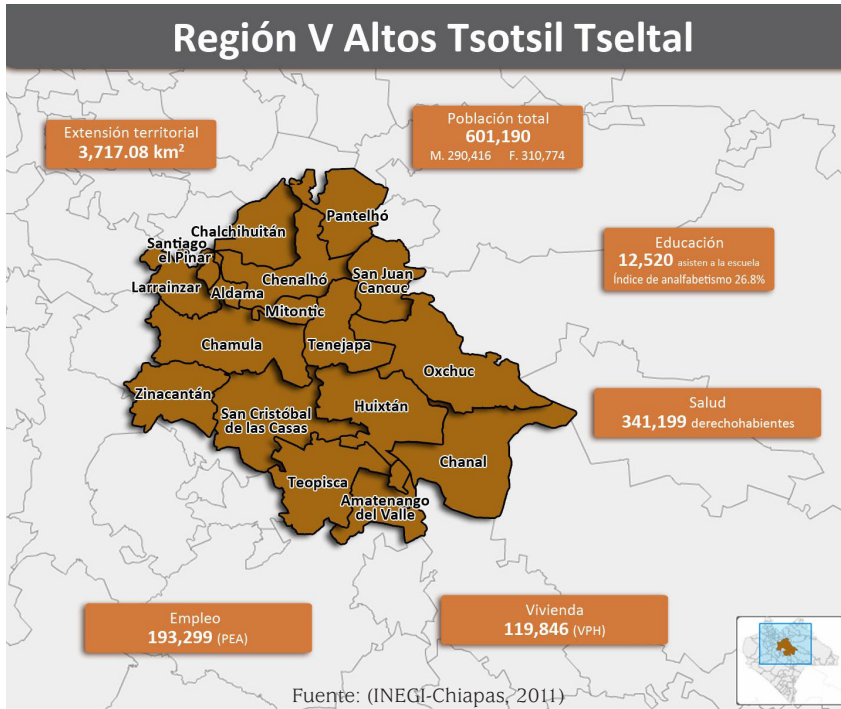 Región V Altos Tsotsil Tseltal
Extensión territorial
3,717.08 km²
Población total
601,190
M. 290,416 F. 310,774
Educación
12,520 asisten a la escuela
Índice de analfabetismo 26.8%
Salud
341,199 derechohabientes
Pantelhó
Chalchihuitán
Santiago
el Pinár
Chenalhó
San Juan
Cancuc
Larrainzar
Aldama
Mitontic
Chamula
Tenejapa
Oxchuc
Zinacantán
San Cristóbal
de las Casas
Huixtán
Chanal
Teopisca
Amatenango
del Valle
Empleo
193,299 (PEA)
Vivienda
119,846 (VPH)
Fuente: (INEGI-Chiapas, 2011)